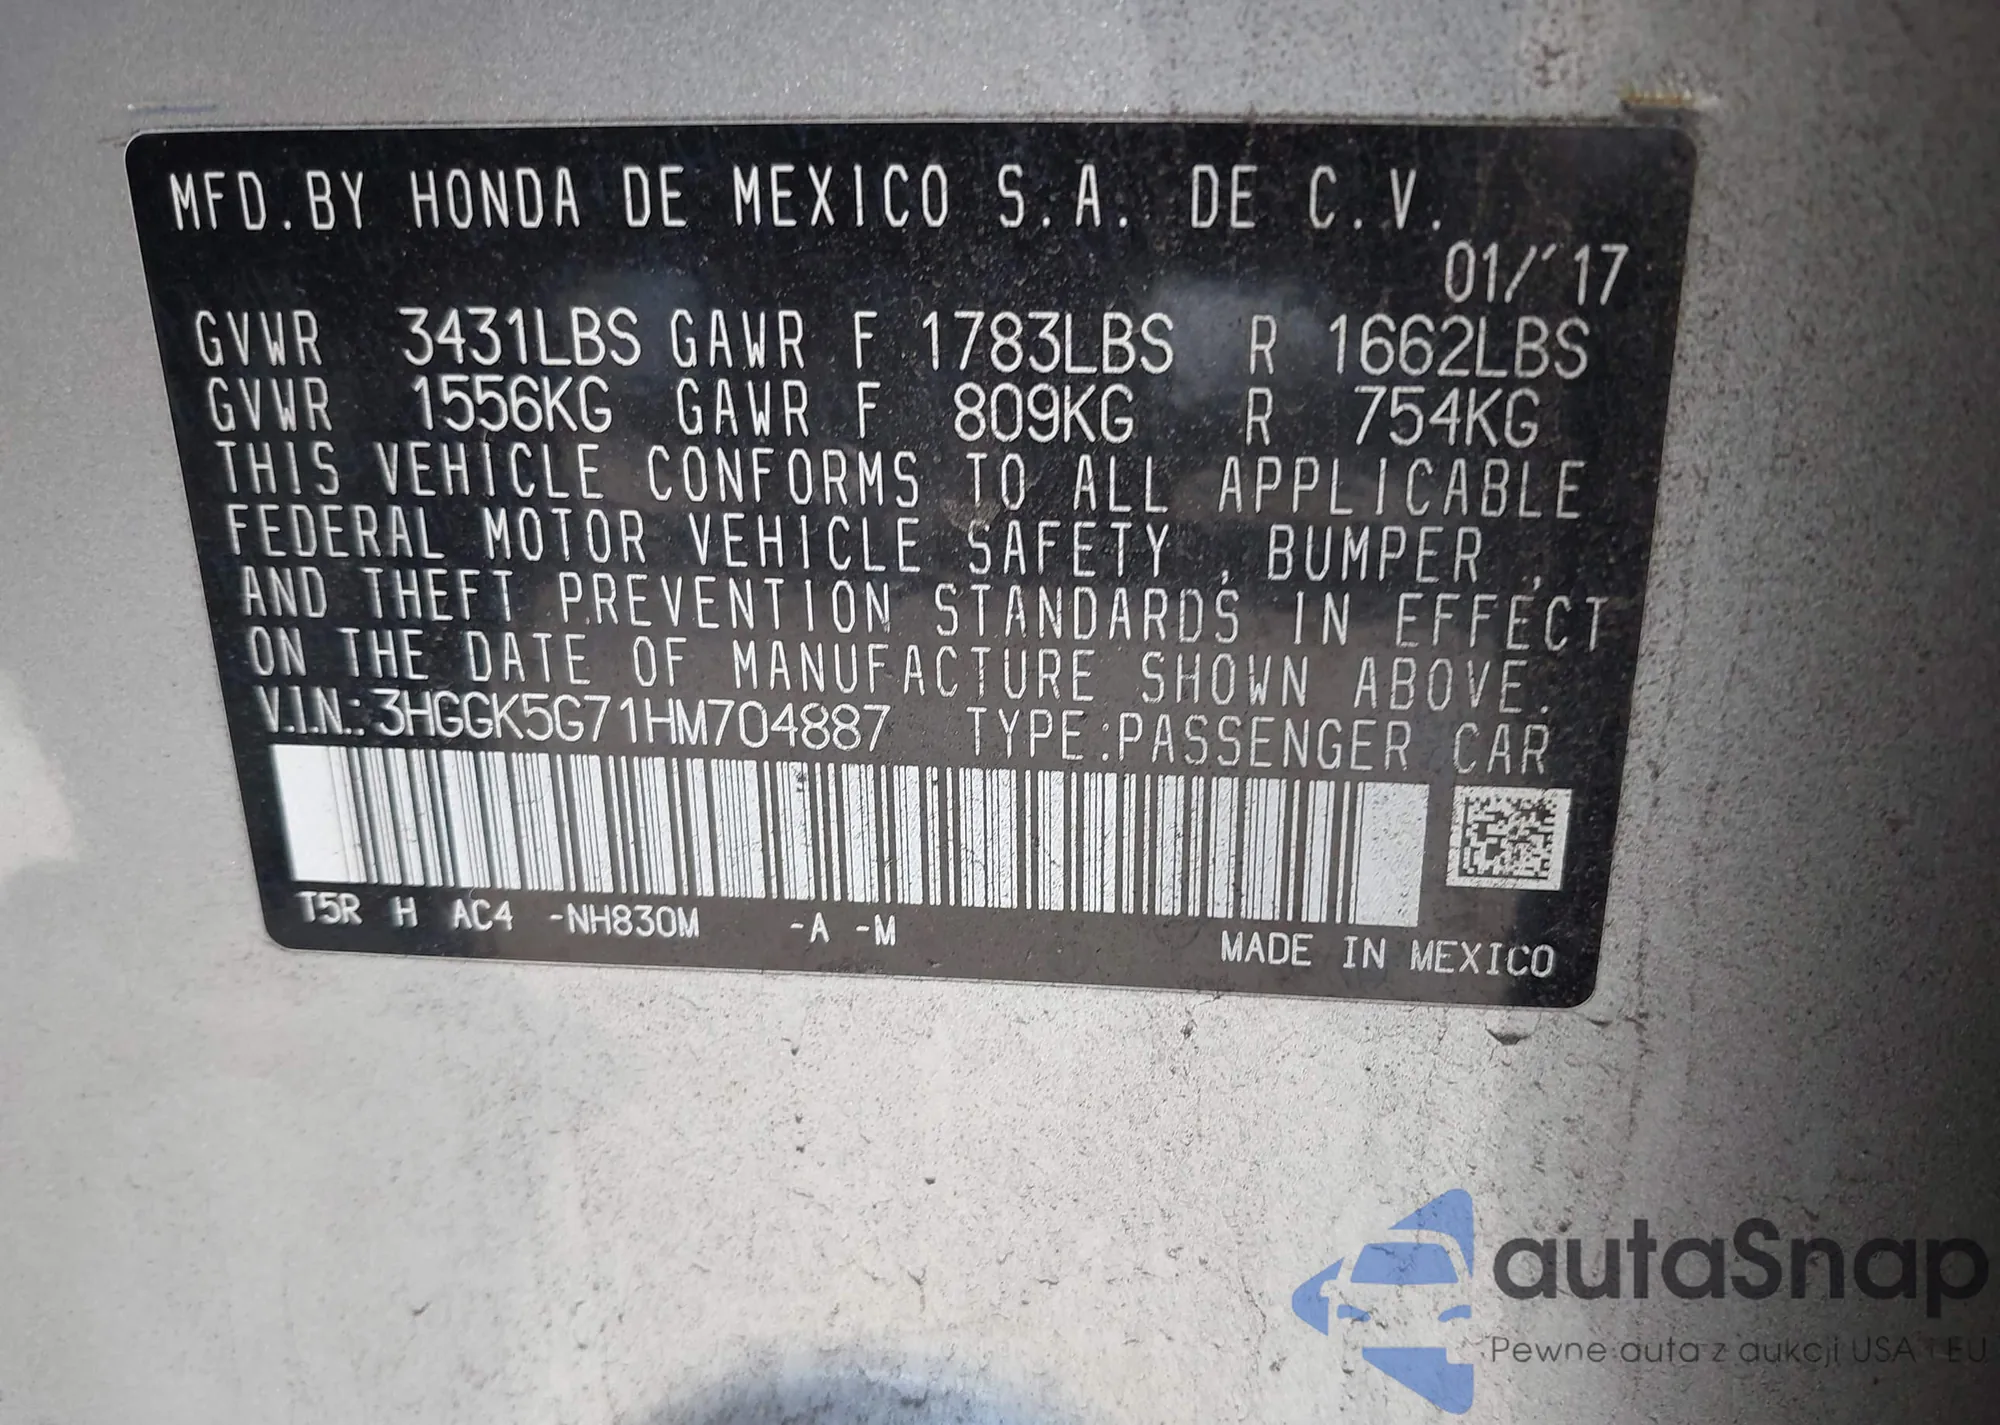 MFD.BY HONDA DE MEXICO S.A. DE C.V.
01/'17
GVWR 3431LBS GAWR F 1783LBS R 1662LBS
GVWR 1556KG GAWR F 809KG R 754KG
THIS VEHICLE CONFORMS TO ALL APPLICABLE
FEDERAL MOTOR VEHICLE SAFETY , BUMPER ,
AND THEFT PREVENTION STANDARDS IN EFFECT
ON THE DATE OF MANUFACTURE SHOWN ABOVE.
V.I.N.: 3HGGK5G71HM704887 TYPE:PASSENGER CAR
T5R H AC4 -NH830M -A -M
MADE IN MEXICO
autaSnap
Pewne auta z aukcji USA i EU